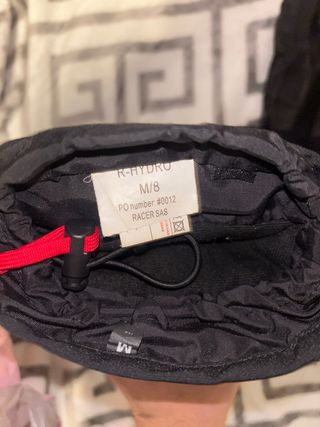 R-HYDRO
M/8
PO number: #0012
RACER SAS
M